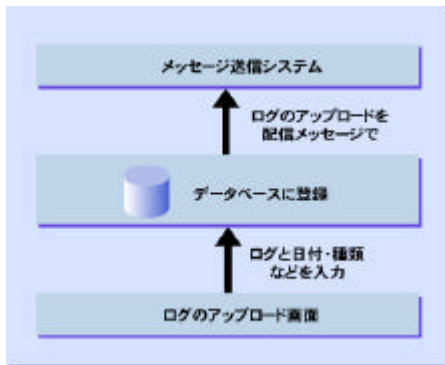 メッセージ送信システム
ログのアップロードを
配信メッセージで
データベースに登録
ログと日付・種類
などを入力
ログのアップロード画面